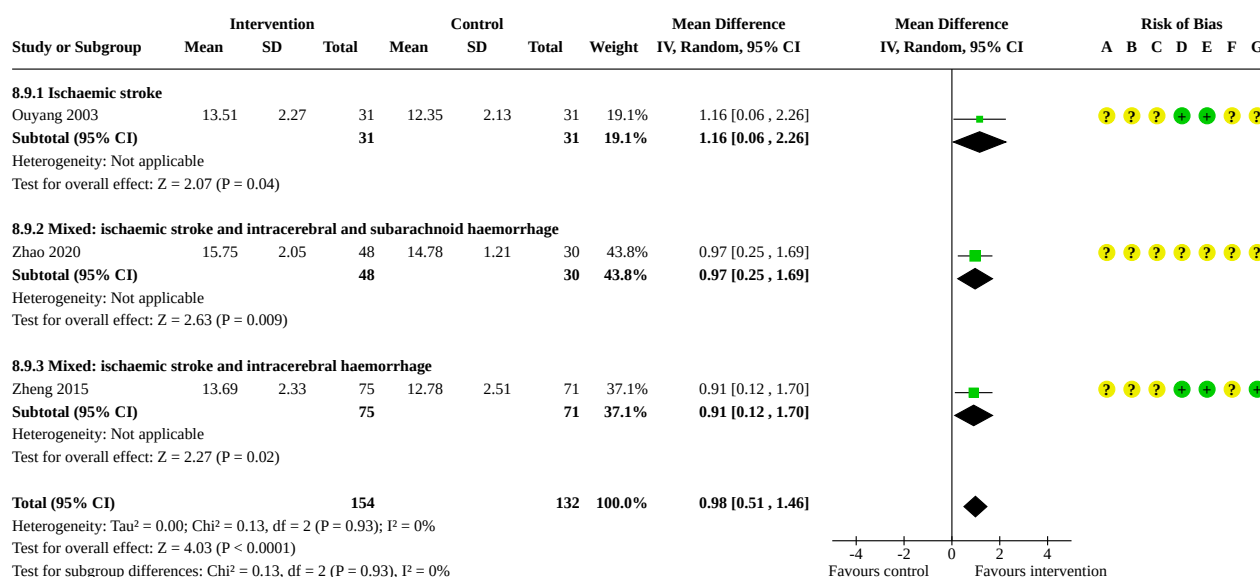 Intervention Control Mean Difference Mean Difference Risk of Bias
Study or Subgroup Mean SD Total Mean SD Total Weight IV, Random, 95% CI IV, Random, 95% CI A B C D E F G
8.9.1 Ischaemic stroke
Ouyang 2003 13.51 2.27 31 12.35 2.13 31 19.1% 1.16 [0.06 , 2.26] ? ? ? + + ? ?
Subtotal (95% CI) 31 31 19.1% 1.16 [0.06 , 2.26]
Heterogeneity: Not applicable
Test for overall effect: Z = 2.07 (P = 0.04)
8.9.2 Mixed: ischaemic stroke and intracerebral and subarachnoid haemorrhage
Zhao 2020 15.75 2.05 48 14.78 1.21 30 43.8% 0.97 [0.25 , 1.69] ? ? ? ? ? ? ?
Subtotal (95% CI) 48 30 43.8% 0.97 [0.25 , 1.69]
Heterogeneity: Not applicable
Test for overall effect: Z = 2.63 (P = 0.009)
8.9.3 Mixed: ischaemic stroke and intracerebral haemorrhage
Zheng 2015 13.69 2.33 75 12.78 2.51 71 37.1% 0.91 [0.12 , 1.70] ? ? ? + + ? +
Subtotal (95% CI) 75 71 37.1% 0.91 [0.12 , 1.70]
Heterogeneity: Not applicable
Test for overall effect: Z = 2.27 (P = 0.02)
Total (95% CI) 154 132 100.0% 0.98 [0.51 , 1.46]
Heterogeneity: Tau² = 0.00; Chi² = 0.13, df = 2 (P = 0.93); I² = 0%
Test for overall effect: Z = 4.03 (P < 0.0001) -4 -2 0 2 4
Test for subgroup differences: Chi² = 0.13, df = 2 (P = 0.93), I² = 0% Favours control Favours intervention